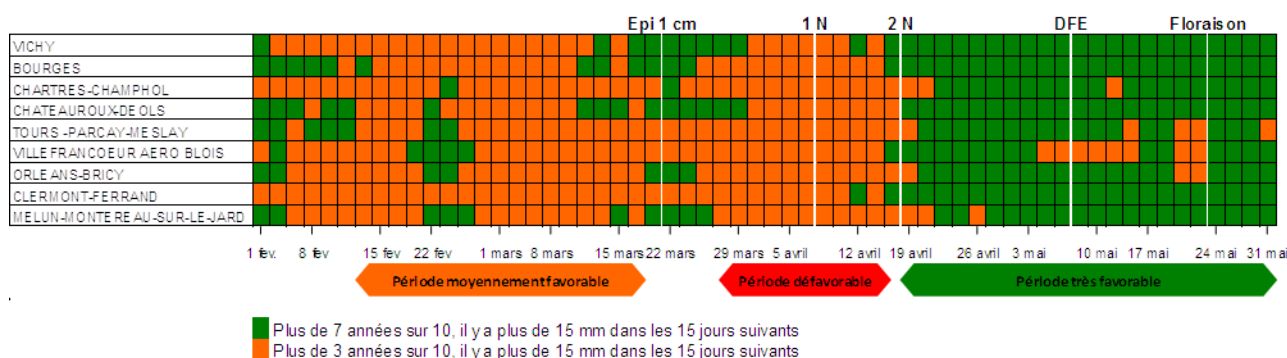 Epi 1 cm 1 N 2 N DFE Floraison
VICHY
BOURGES
CHARTRES-CHAMPHOL
CHATEAUROUX-DEOLS
TOURS-PARCAY-MESLAY
VILLEFRANCOEUR AERO BLOIS
ORLEANS-BRICY
CLERMONT-FERRAND
MELUN-MONTEREAU-SUR-LE-JARD
1 fev. 8 fev 15 fev 22 fev 1 mars 8 mars 15 mars 22 mars 29 mars 5 avril 12 avril 19 avril 26 avril 3 mai 10 mai 17 mai 24 mai 31 mai
Période moyennement favorable Période défavorable Période très favorable
Plus de 7 années sur 10, il y a plus de 15 mm dans les 15 jours suivants
Plus de 3 années sur 10, il y a plus de 15 mm dans les 15 jours suivants